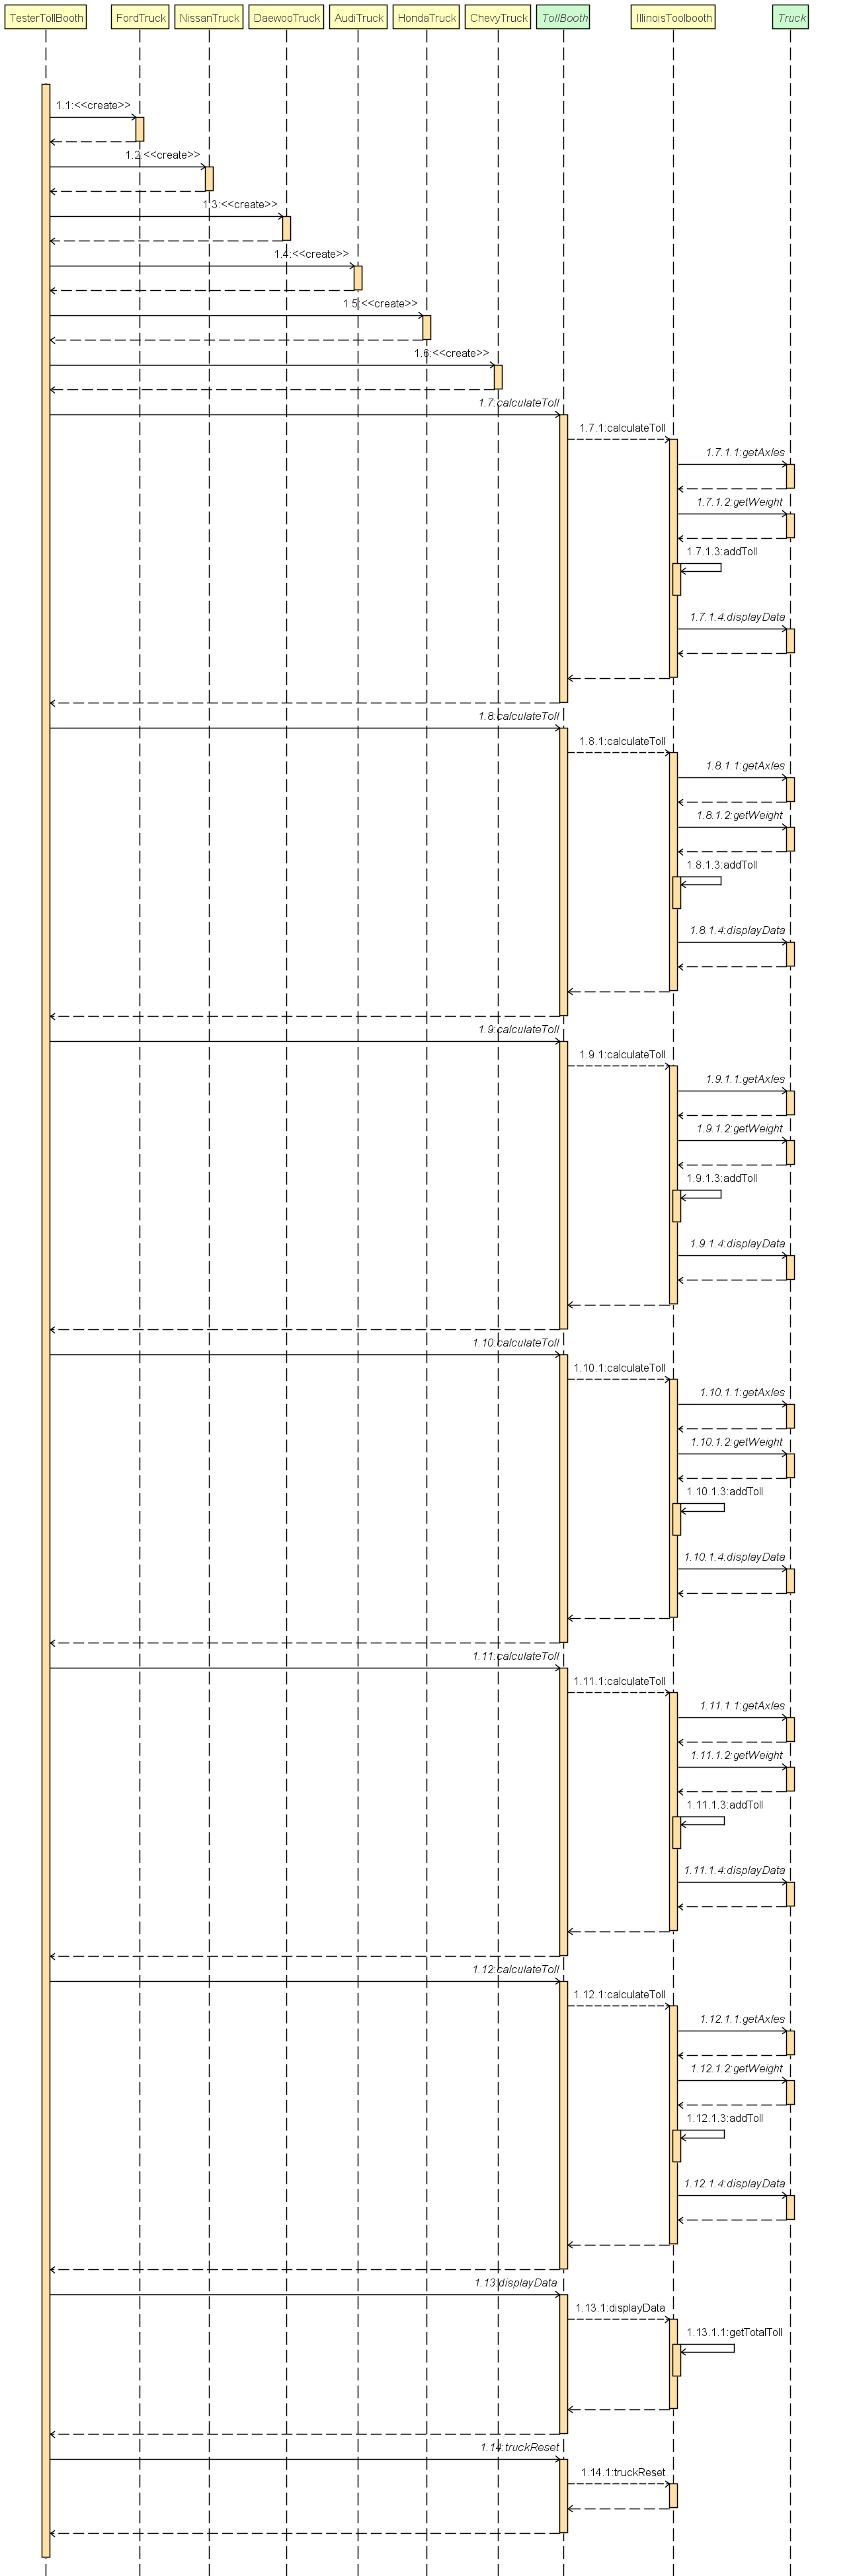 TesterTollBooth
FordTruck
NissanTruck
DaewooTruck
AudiTruck
HondaTruck
ChevyTruck
TollBooth
IllinoisToolbooth
Truck
1.1:<<create>>
1.2:<<create>>
1.3:<<create>>
1.4:<<create>>
1.5:<<create>>
1.6:<<create>>
1.7:calculateToll
1.7.1:calculateToll
1.7.1.1:getAxles
1.7.1.2:getWeight
1.7.1.3:addToll
1.7.1.4:displayData
1.8:calculateToll
1.8.1:calculateToll
1.8.1.1:getAxles
1.8.1.2:getWeight
1.8.1.3:addToll
1.8.1.4:displayData
1.9:calculateToll
1.9.1:calculateToll
1.9.1.1:getAxles
1.9.1.2:getWeight
1.9.1.3:addToll
1.9.1.4:displayData
1.10:calculateToll
1.10.1:calculateToll
1.10.1.1:getAxles
1.10.1.2:getWeight
1.10.1.3:addToll
1.10.1.4:displayData
1.11:calculateToll
1.11.1:calculateToll
1.11.1.1:getAxles
1.11.1.2:getWeight
1.11.1.3:addToll
1.11.1.4:displayData
1.12:calculateToll
1.12.1:calculateToll
1.12.1.1:getAxles
1.12.1.2:getWeight
1.12.1.3:addToll
1.12.1.4:displayData
1.13:displayData
1.13.1:displayData
1.13.1.1:getTotalToll
1.14:truckReset
1.14.1:truckReset